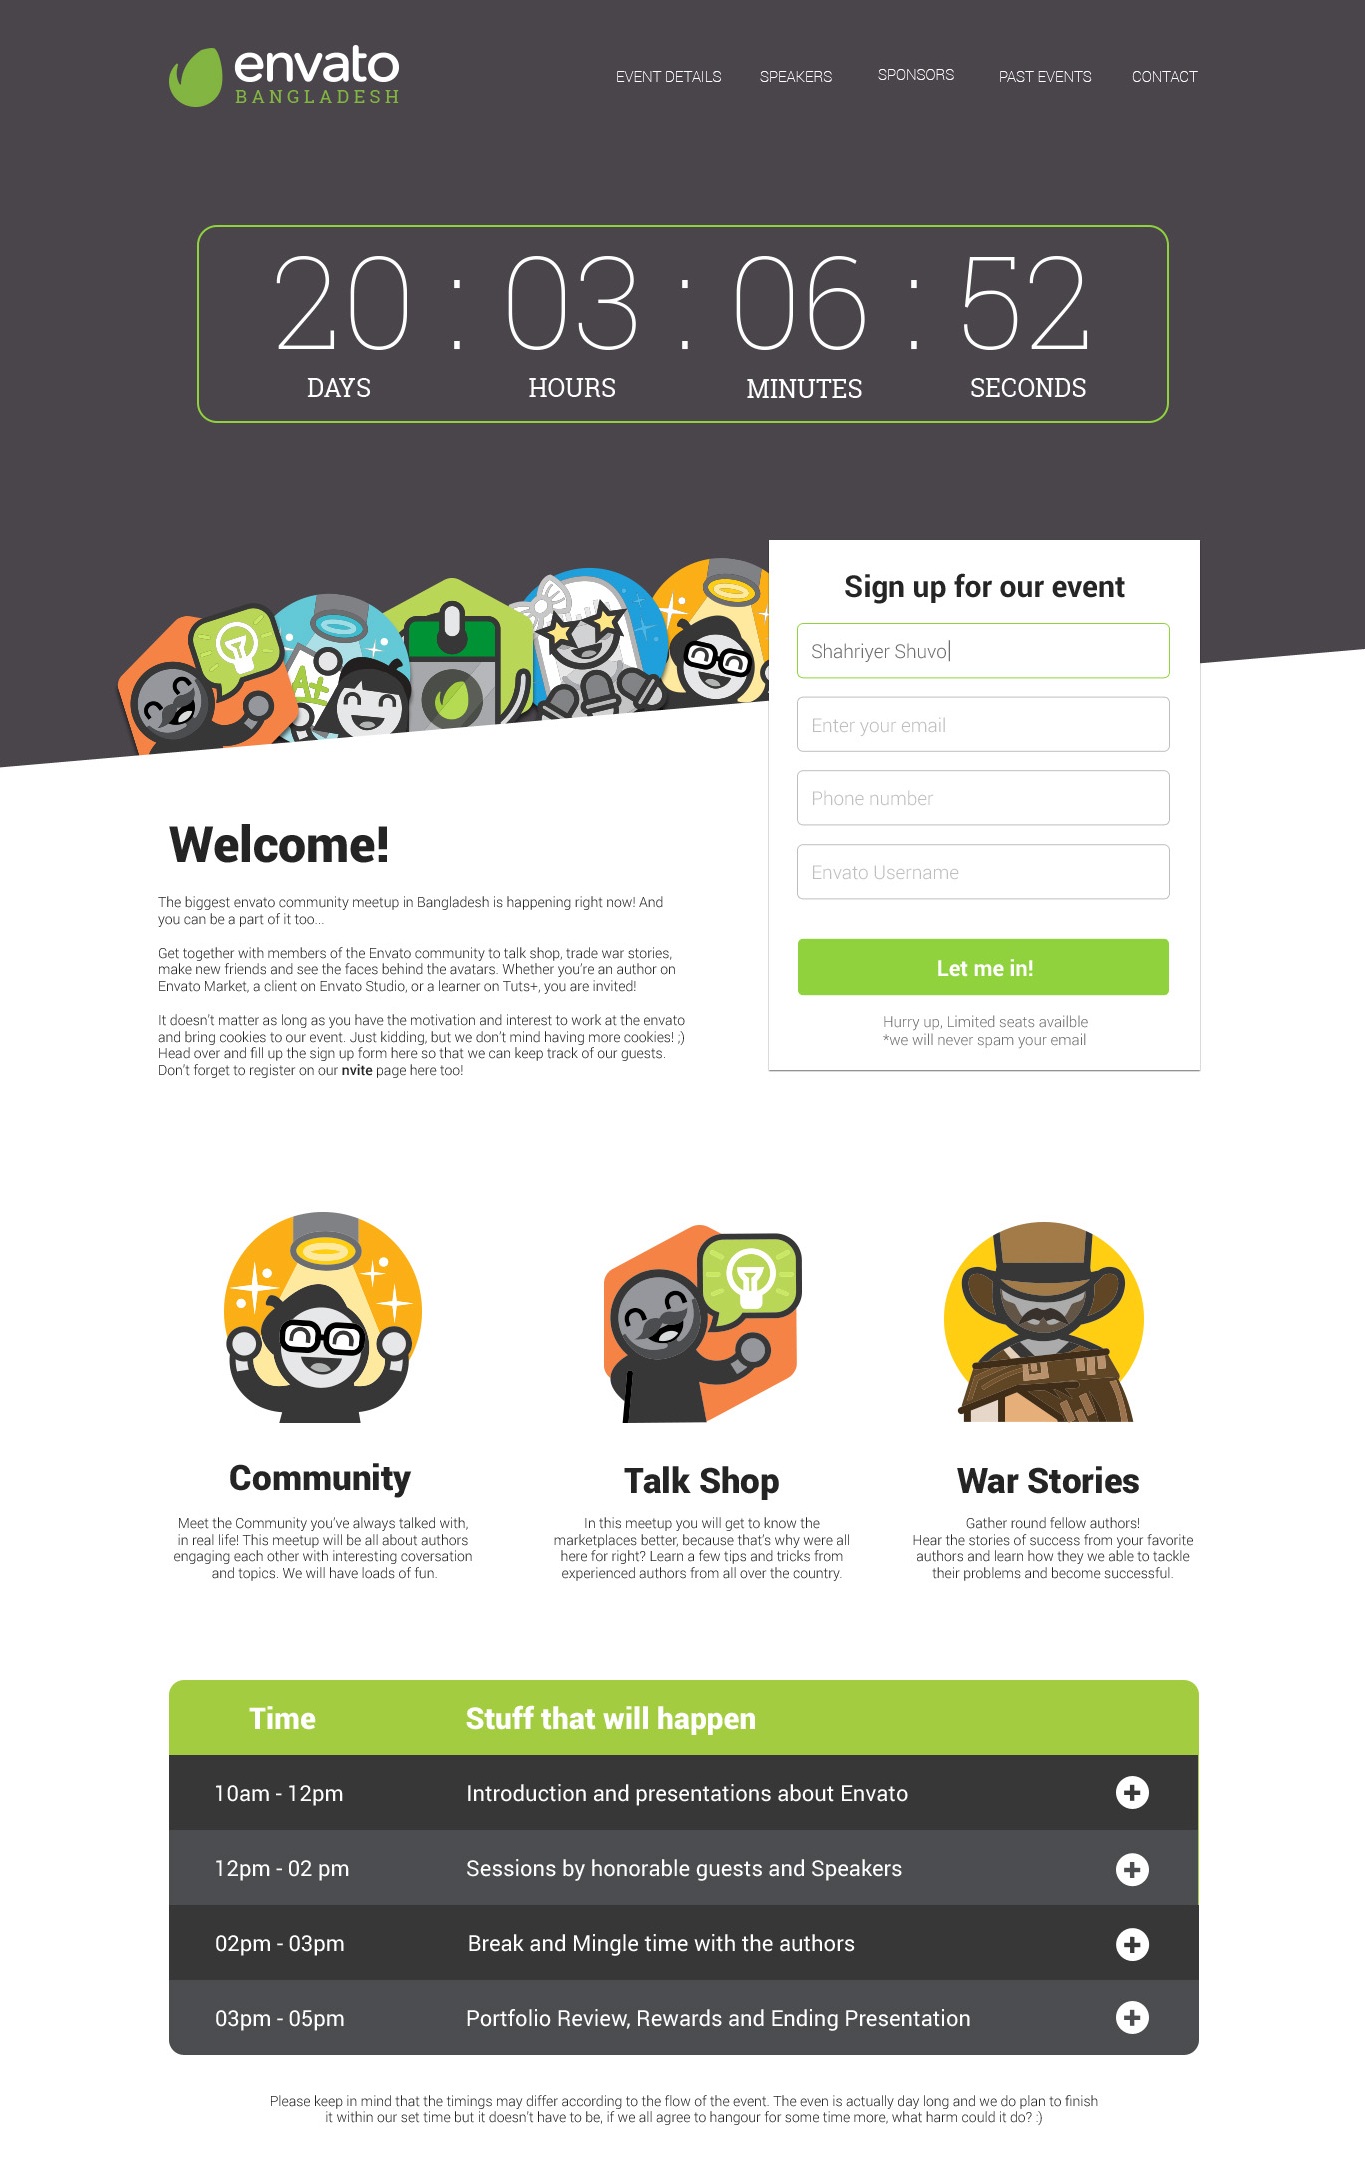 envato
BANGLADESH
EVENT DETAILS
SPEAKERS
SPONSORS
PAST EVENTS
CONTACT
20 : 03 : 06 : 52
DAYS
HOURS
MINUTES
SECONDS
A+
Sign up for our event
Shahriyer Shuvo
Enter your email
Phone number
Envato Username
Let me in!
Hurry up, Limited seats availble
*we will never spam your email
Welcome!
The biggest envato community meetup in Bangladesh is happening right now! And
you can be a part of it too...
Get together with members of the Envato community to talk shop, trade war stories,
make new friends and see the faces behind the avatars. Whether you're an author on
Envato Market, a client on Envato Studio, or a learner on Tuts+, you are invited!
It doesn't matter as long as you have the motivation and interest to work at the envato
and bring cookies to our event. Just kidding, but we don't mind having more cookies! ;)
Head over and fill up the sign up form here so that we can keep track of our guests.
Don't forget to register on our nvite page here too!
Community
Meet the Community you've always talked with,
in real life! This meetup will be all about authors
engaging each other with interesting coversation
and topics. We will have loads of fun.
Talk Shop
In this meetup you will get to know the
marketplaces better, because that's why were all
here for right? Learn a few tips and tricks from
experienced authors from all over the country.
War Stories
Gather round fellow authors!
Hear the stories of success from your favorite
authors and learn how they we able to tackle
their problems and become successful.
Time
Stuff that will happen
10am - 12pm
Introduction and presentations about Envato
12pm - 02 pm
Sessions by honorable guests and Speakers
02pm - 03pm
Break and Mingle time with the authors
03pm - 05pm
Portfolio Review, Rewards and Ending Presentation
Please keep in mind that the timings may differ according to the flow of the event. The even is actually day long and we do plan to finish
it within our set time but it doesn't have to be, if we all agree to hangour for some time more, what harm could it do? :)